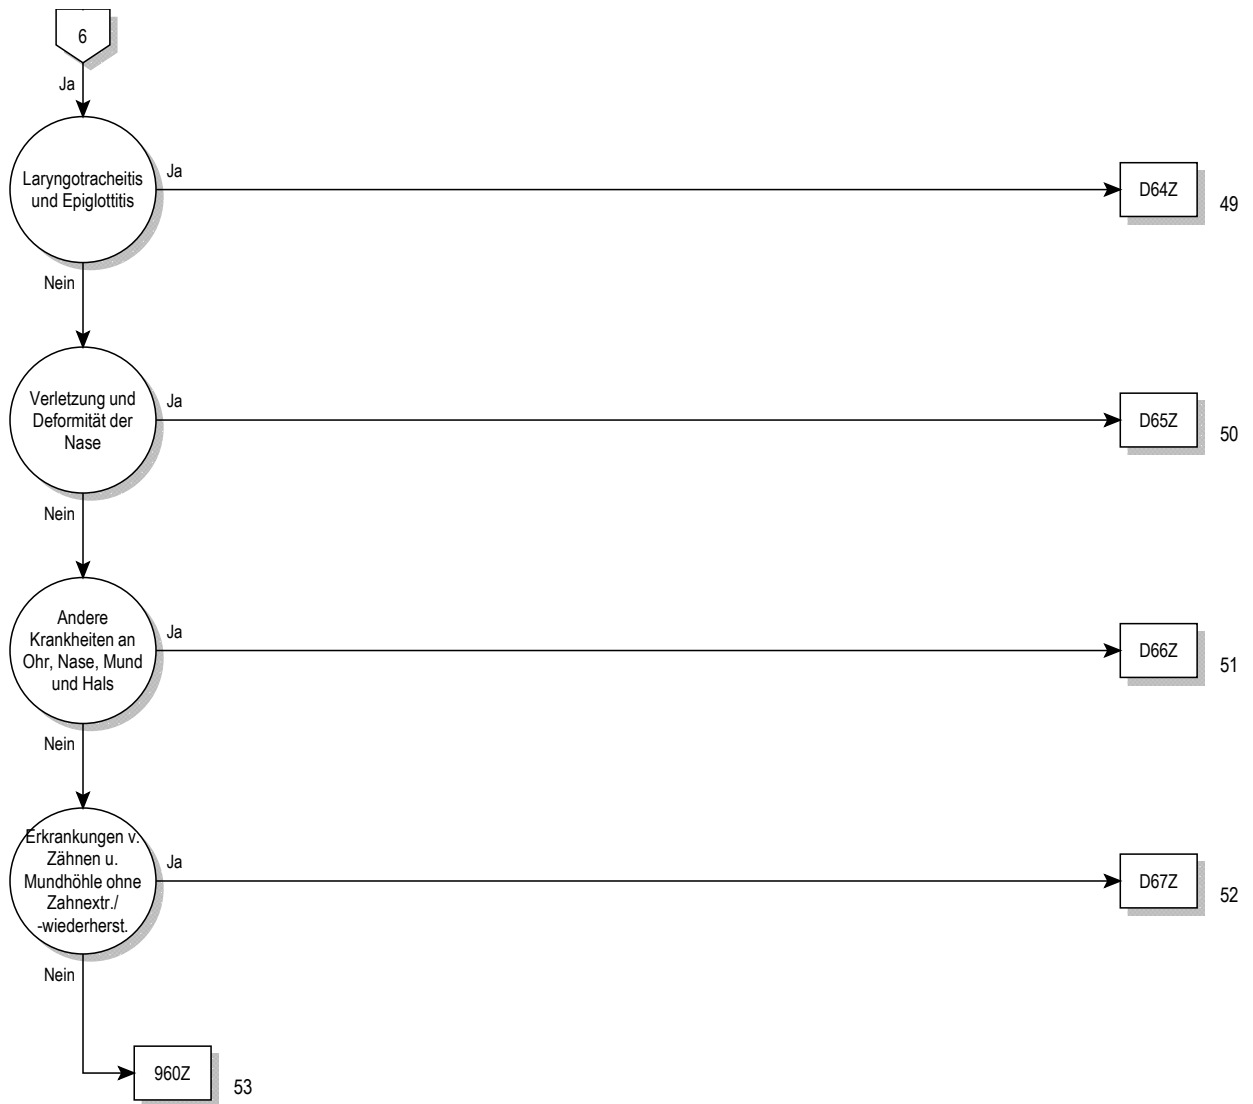 6
Ja
Laryngotracheitis
und Epiglottitis
Ja
D64Z
49
Nein
Verletzung und
Deformität der
Nase
Ja
D65Z
50
Nein
Andere
Krankheiten an
Ohr, Nase, Mund
und Hals
Ja
D66Z
51
Nein
Erkrankungen v.
Zähnen u.
Mundhöhle ohne
Zahnextr./
-wiederherst.
Ja
D67Z
52
Nein
960Z
53